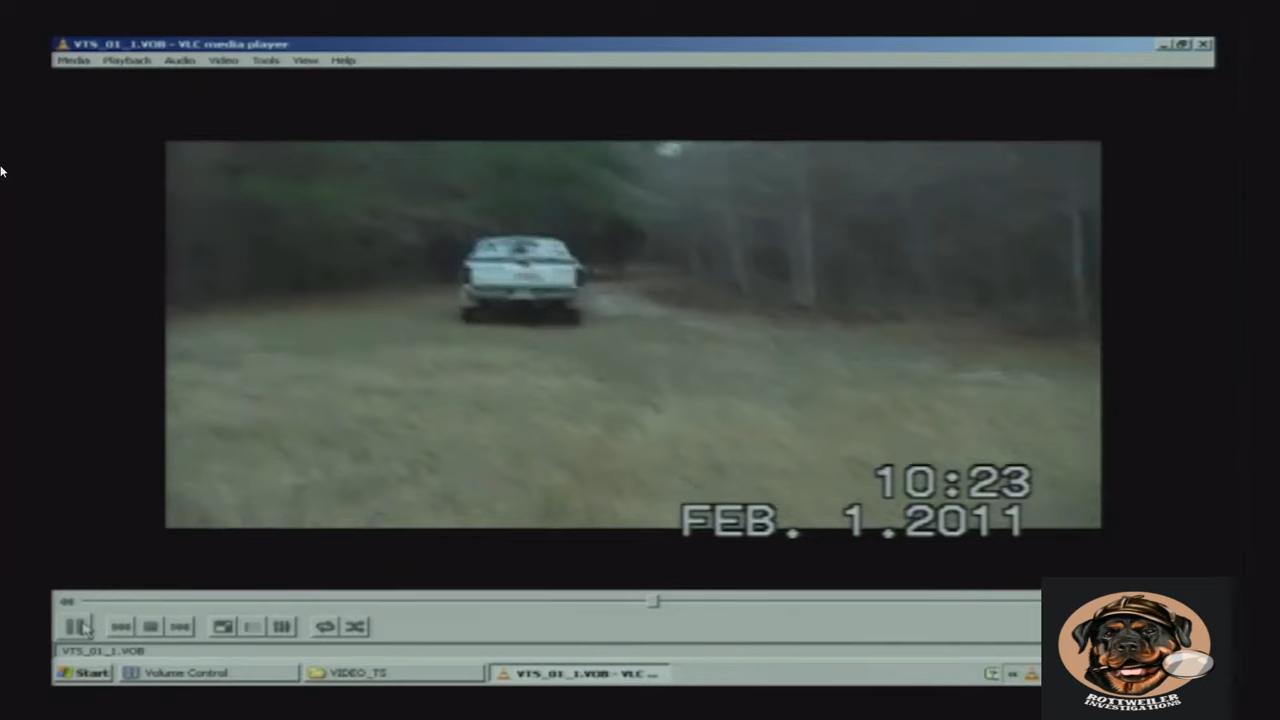 VTS_01_1.VOB - VLC media player
Media Playback Audio Video Tools View Help
10:23
FEB. 1.2011
VTS_01_1.VOB
Start Volume Control VIDEO_TS VTS_01_1.VOB - VLC ...
ROTTWEILER
INVESTIGATIONS